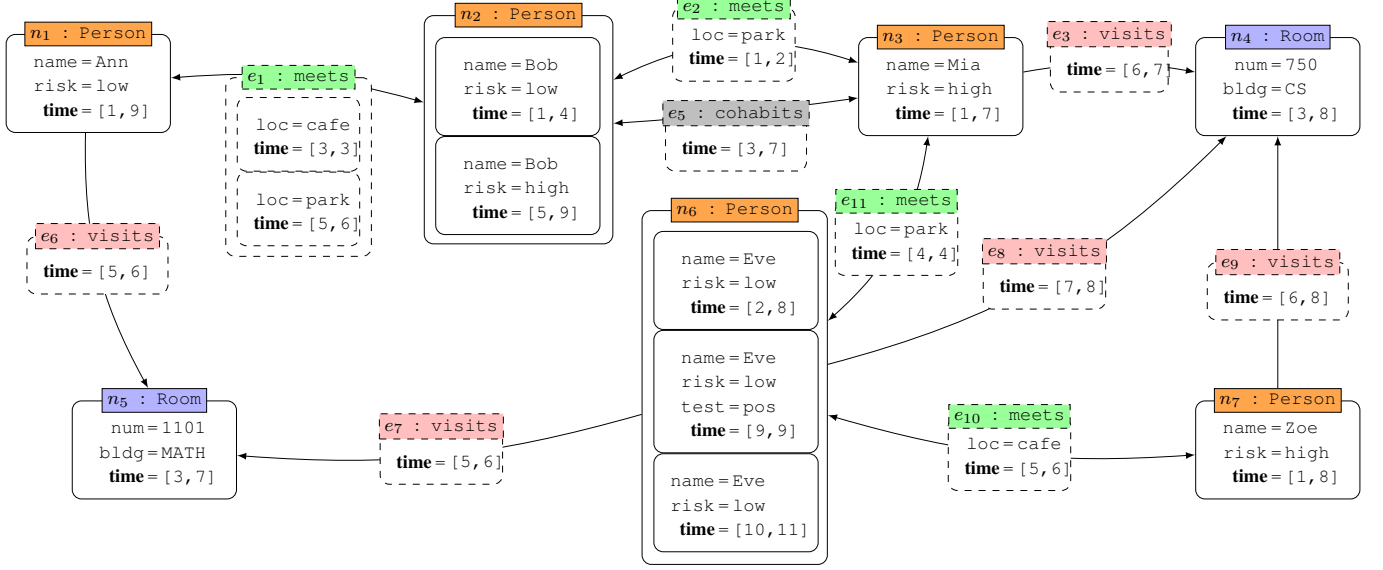 n1 : Person
name=Ann
risk=low
time=[1,9]
e1 : meets
loc=cafe
time=[3,3]
loc=park
time=[5,6]
n2 : Person
name=Bob
risk=low
time=[1,4]
name=Bob
risk=high
time=[5,9]
e2 : meets
loc=park
time=[1,2]
e5 : cohabits
time=[3,7]
n3 : Person
name=Mia
risk=high
time=[1,7]
e3 : visits
time=[6,7]
n4 : Room
num=750
bldg=CS
time=[3,8]
e6 : visits
time=[5,6]
n5 : Room
num=1101
bldg=MATH
time=[3,7]
e7 : visits
time=[5,6]
n6 : Person
name=Eve
risk=low
time=[2,8]
name=Eve
risk=low
test=pos
time=[9,9]
name=Eve
risk=low
time=[10,11]
e11 : meets
loc=park
time=[4,4]
e8 : visits
time=[7,8]
e9 : visits
time=[6,8]
e10 : meets
loc=cafe
time=[5,6]
n7 : Person
name=Zoe
risk=high
time=[1,8]